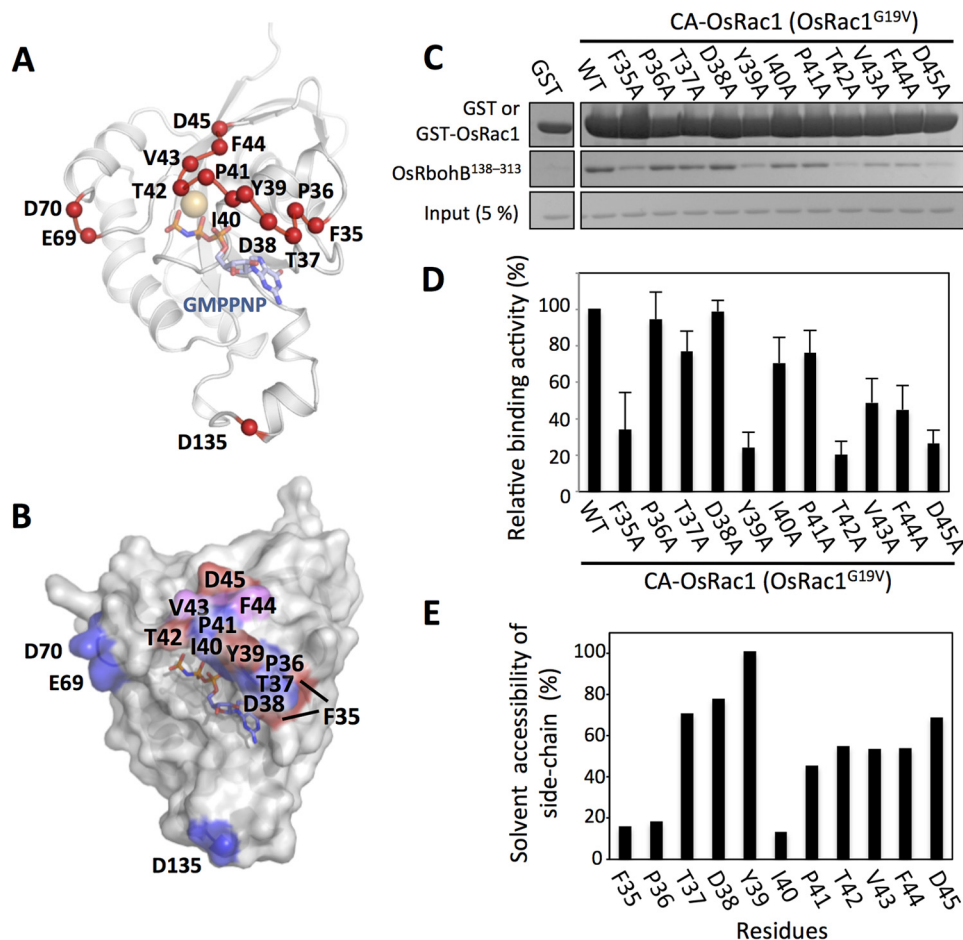 A
D45
F44
V43
P41
T42
Y39
P36
D70
I40
F35
E69
D38
T37
GMPPNP
D135
B
D45
V43
F44
P41
T42
I40
Y39
P36
D70
T37
E69
D38
F35
D135
C
CA-OsRac1 (OsRac1G19V)
GST
WT
F35A
P36A
T37A
D38A
Y39A
I40A
P41A
T42A
V43A
F44A
D45A
GST or
GST-OsRac1
OsRbohB138–313
Input (5 %)
D
Relative binding activity (%)
100
80
60
40
20
0
WT
F35A
P36A
T37A
D38A
Y39A
I40A
P41A
T42A
V43A
F44A
D45A
CA-OsRac1 (OsRac1G19V)
E
Solvent accessibility of
side-chain (%)
100
80
60
40
20
0
F35
P36
T37
D38
Y39
I40
P41
T42
V43
F44
D45
Residues